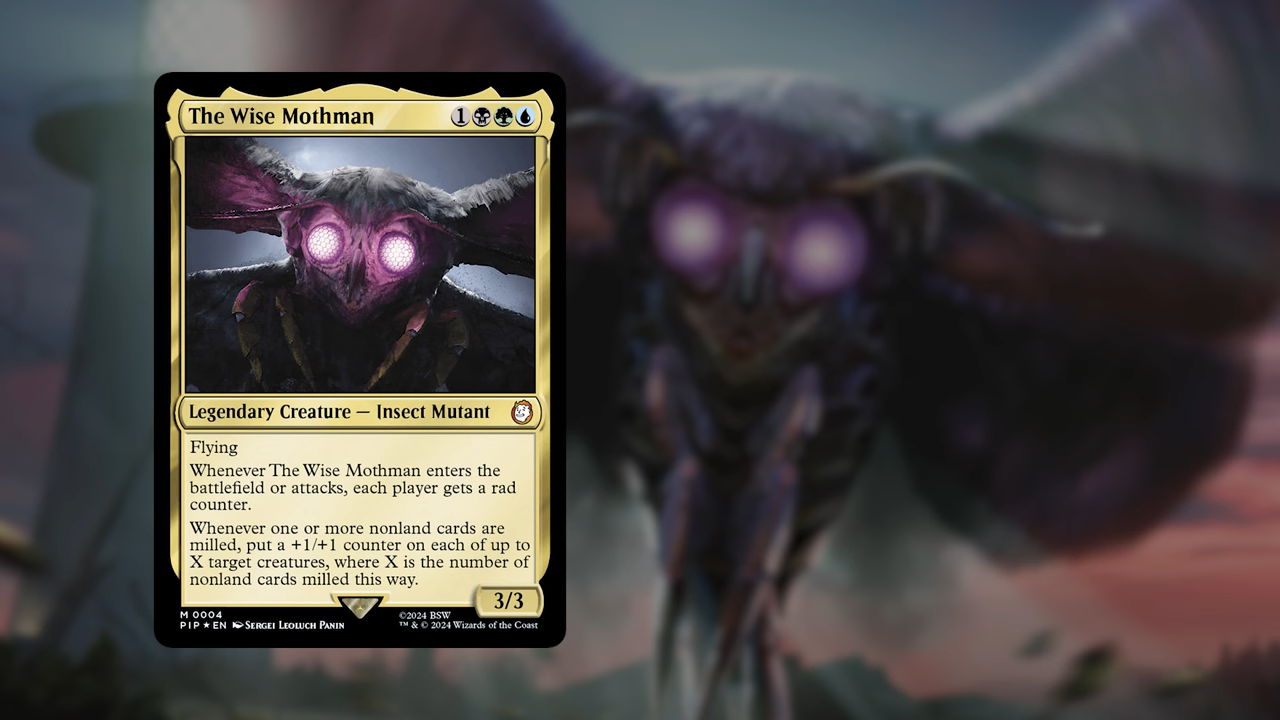 The Wise Mothman 1
Legendary Creature — Insect Mutant
Flying
Whenever The Wise Mothman enters the
battlefield or attacks, each player gets a rad
counter.
Whenever one or more nonland cards are
milled, put a +1/+1 counter on each of up to
X target creatures, where X is the number of
nonland cards milled this way.
3/3
M 0004 ©2024 BSW
PIP ★ EN Sergei Leoluch Panin ™ & © 2024 Wizards of the Coast